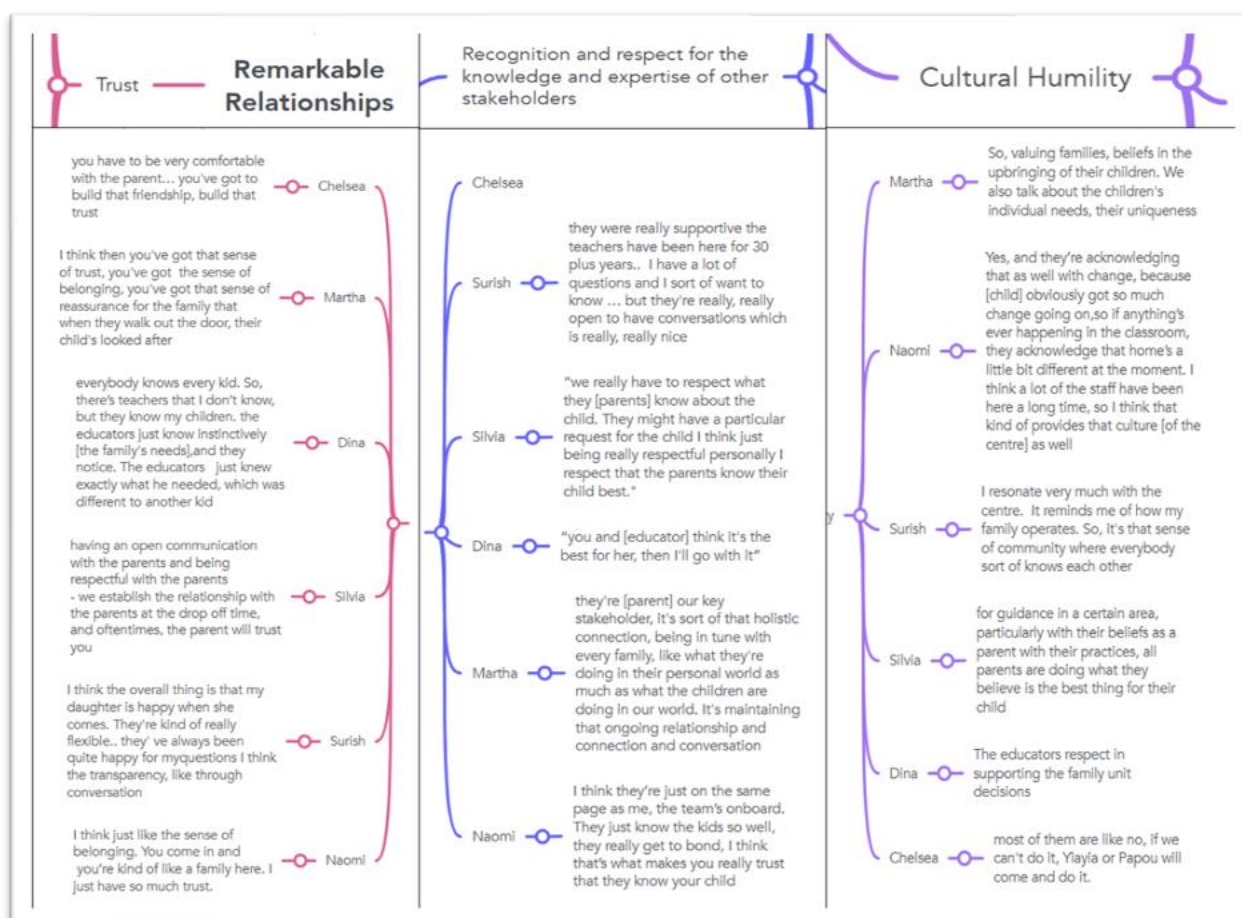 Trust
Remarkable
Relationships
you have to be very comfortable
with the parent... you've got to
build that friendship, build that
trust
Chelsea
I think then you've got that sense
of trust, you've got the sense of
belonging, you've got that sense of
reassurance for the family that
when they walk out the door, their
child's looked after
Martha
everybody knows every kid. So,
there's teachers that I don't know,
but they know my children. the
educators just know instinctively
[the family's needs],and they
notice. The educators just knew
exactly what he needed, which was
different to another kid
Dina
having an open communication
with the parents and being
respectful with the parents
- we establish the relationship with
the parents at the drop off time,
and oftentimes, the parent will trust
you
Silvia
I think the overall thing is that my
daughter is happy when she
comes. They're kind of really
flexible.. they' ve always been
quite happy for myquestions I think
the transparency, like through
conversation
Surish
I think just like the sense of
belonging. You come in and
you're kind of like a family here. I
just have so much trust.
Naomi
Recognition and respect for the
knowledge and expertise of other
stakeholders
Chelsea
Surish
they were really supportive the
teachers have been here for 30
plus years.. I have a lot of
questions and I sort of want to
know ... but they're really, really
open to have conversations which
is really, really nice
Silvia
"we really have to respect what
they [parents] know about the
child. They might have a particular
request for the child I think just
being really respectful personally I
respect that the parents know their
child best."
Dina
"you and [educator] think it's the
best for her, then I'll go with it"
Martha
they're [parent] our key
stakeholder, it's sort of that holistic
connection, being in tune with
every family, like what they're
doing in their personal world as
much as what the children are
doing in our world. It's maintaining
that ongoing relationship and
connection and conversation
Naomi
I think they're just on the same
page as me, the team's onboard.
They just know the kids so well,
they really get to bond, I think
that's what makes you really trust
that they know your child
Cultural Humility
y
Martha
So, valuing families, beliefs in the
upbringing of their children. We
also talk about the children's
individual needs, their uniqueness
Naomi
Yes, and they're acknowledging
that as well with change, because
[child] obviously got so much
change going on,so if anything's
ever happening in the classroom,
they acknowledge that home's a
little bit different at the moment. I
think a lot of the staff have been
here a long time, so I think that
kind of provides that culture [of the
centre] as well
Surish
I resonate very much with the
centre. It reminds me of how my
family operates. So, it's that sense
of community where everybody
sort of knows each other
Silvia
for guidance in a certain area,
particularly with their beliefs as a
parent with their practices, all
parents are doing what they
believe is the best thing for their
child
Dina
The educators respect in
supporting the family unit
decisions
Chelsea
most of them are like no, if we
can't do it, Yiayia or Papou will
come and do it.